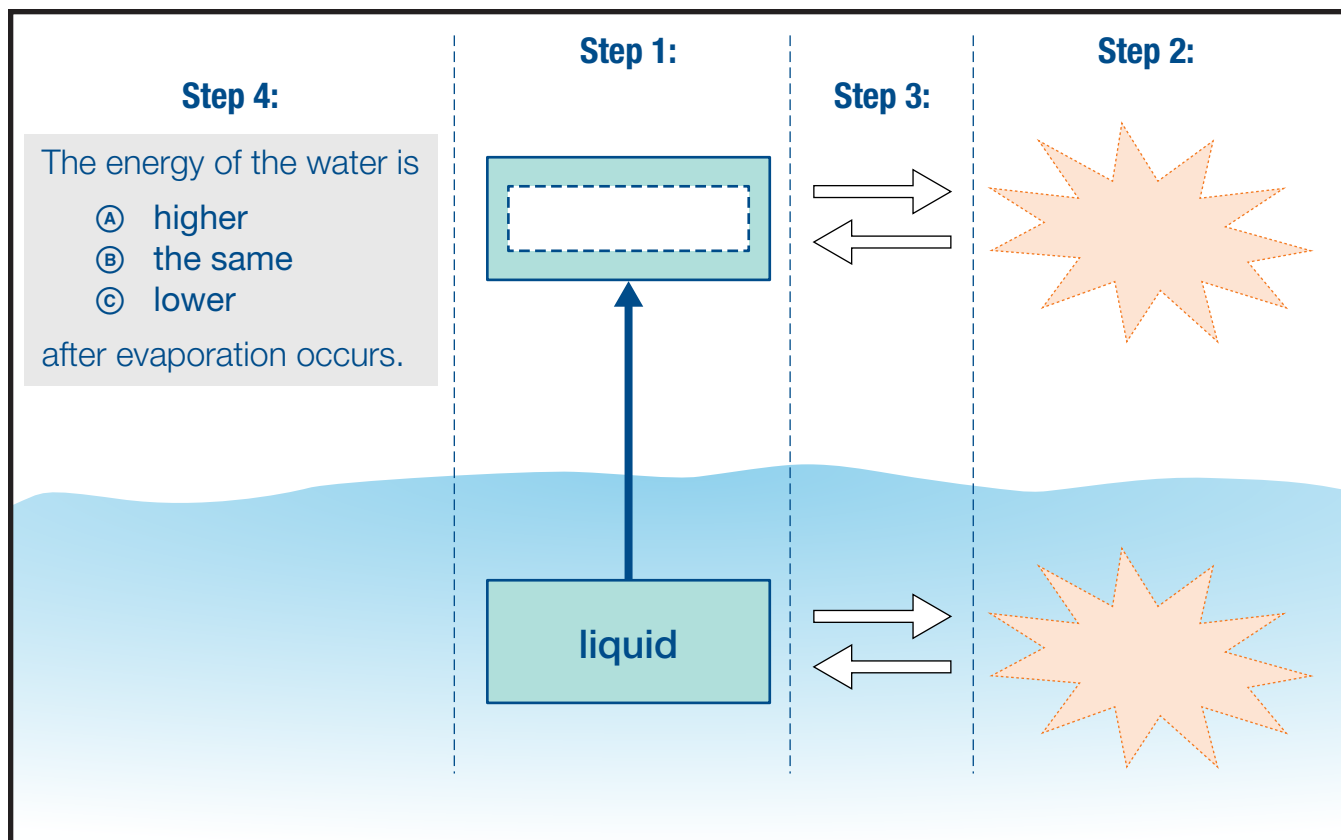 Step 4:
The energy of the water is
Ⓐ higher
Ⓑ the same
Ⓒ lower
after evaporation occurs.
Step 1:
liquid
Step 3:
Step 2: